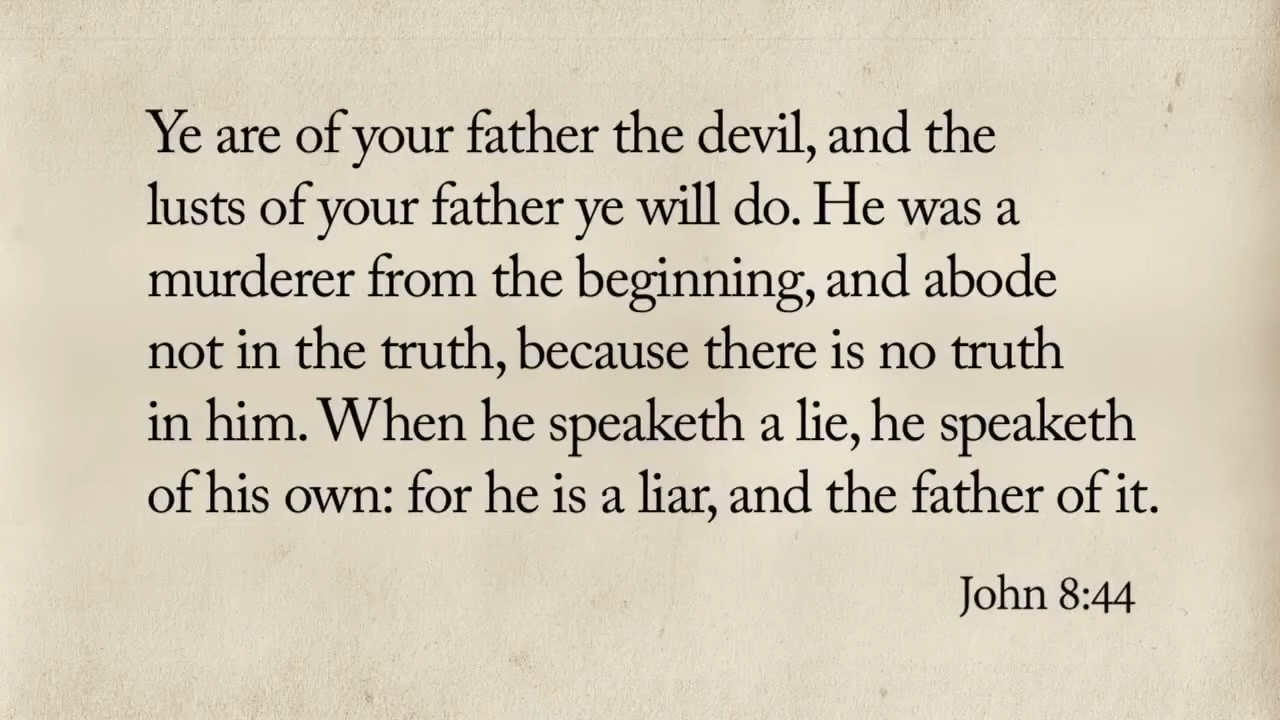 Ye are of your father the devil, and the
lusts of your father ye will do. He was a
murderer from the beginning, and abode
not in the truth, because there is no truth
in him. When he speaketh a lie, he speaketh
of his own: for he is a liar, and the father of it.
John 8:44